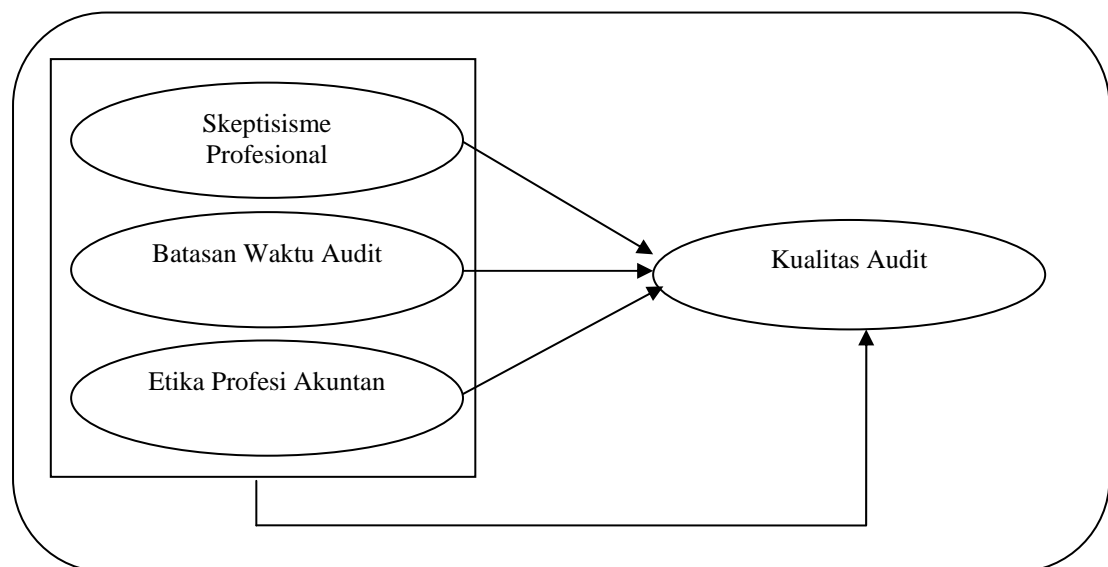 Skeptisisme
Profesional
Batasan Waktu Audit
Kualitas Audit
Etika Profesi Akuntan